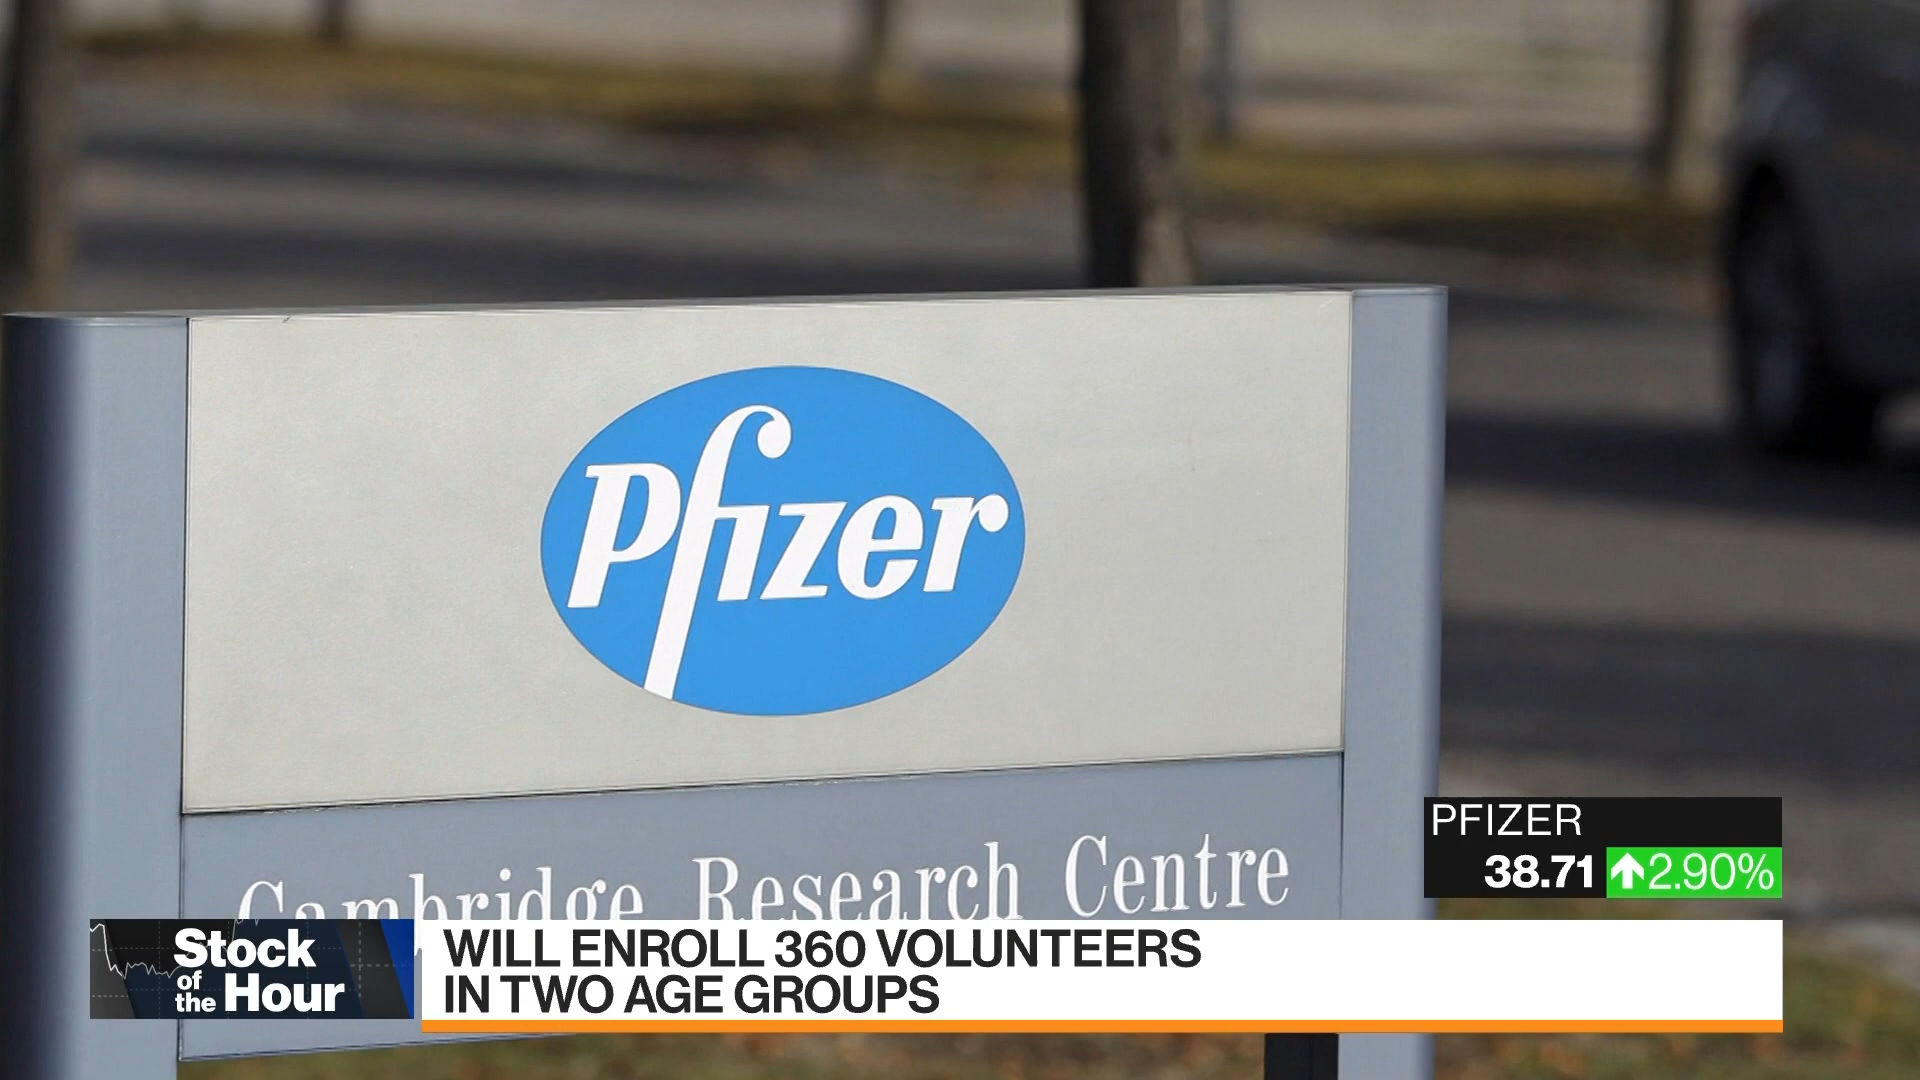 Pfizer
Cambridge Research Centre
PFIZER
38.71 2.90%
Stock
of
the Hour
WILL ENROLL 360 VOLUNTEERS
IN TWO AGE GROUPS